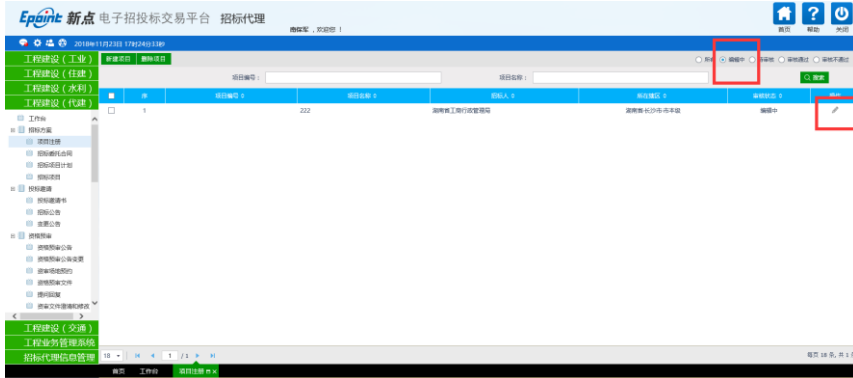 Epoint 新点 电子招投标交易平台 招标代理
，欢迎您！
首页 帮助 关闭
2018年11月23日 17时24分33秒
工程建设（工业） 新建项目 删除项目 编辑中 审核通过 审核不通过
工程建设（住建） 项目编号： 项目名称： 搜索
工程建设（水利）
工程建设（代建） 序 项目编号 项目名称 招标人 所在辖区 审核状态 操作
1 222 湖南省工商行政管理局 湖南省·长沙市·市本级 编辑中
工作台
招标方案
项目注册
招标委托合同
招标项目计划
招标项目
投标邀请
投标邀请书
招标公告
变更公告
资格预审
资格预审公告
资格预审公告变更
资审场地预约
资格预审文件
提问回复
资审文件澄清和修改
工程建设（交通）
工程业务管理系统
招标代理信息管理 18 1 / 1 每页 18 条, 共 1
首页 工作台 项目注册